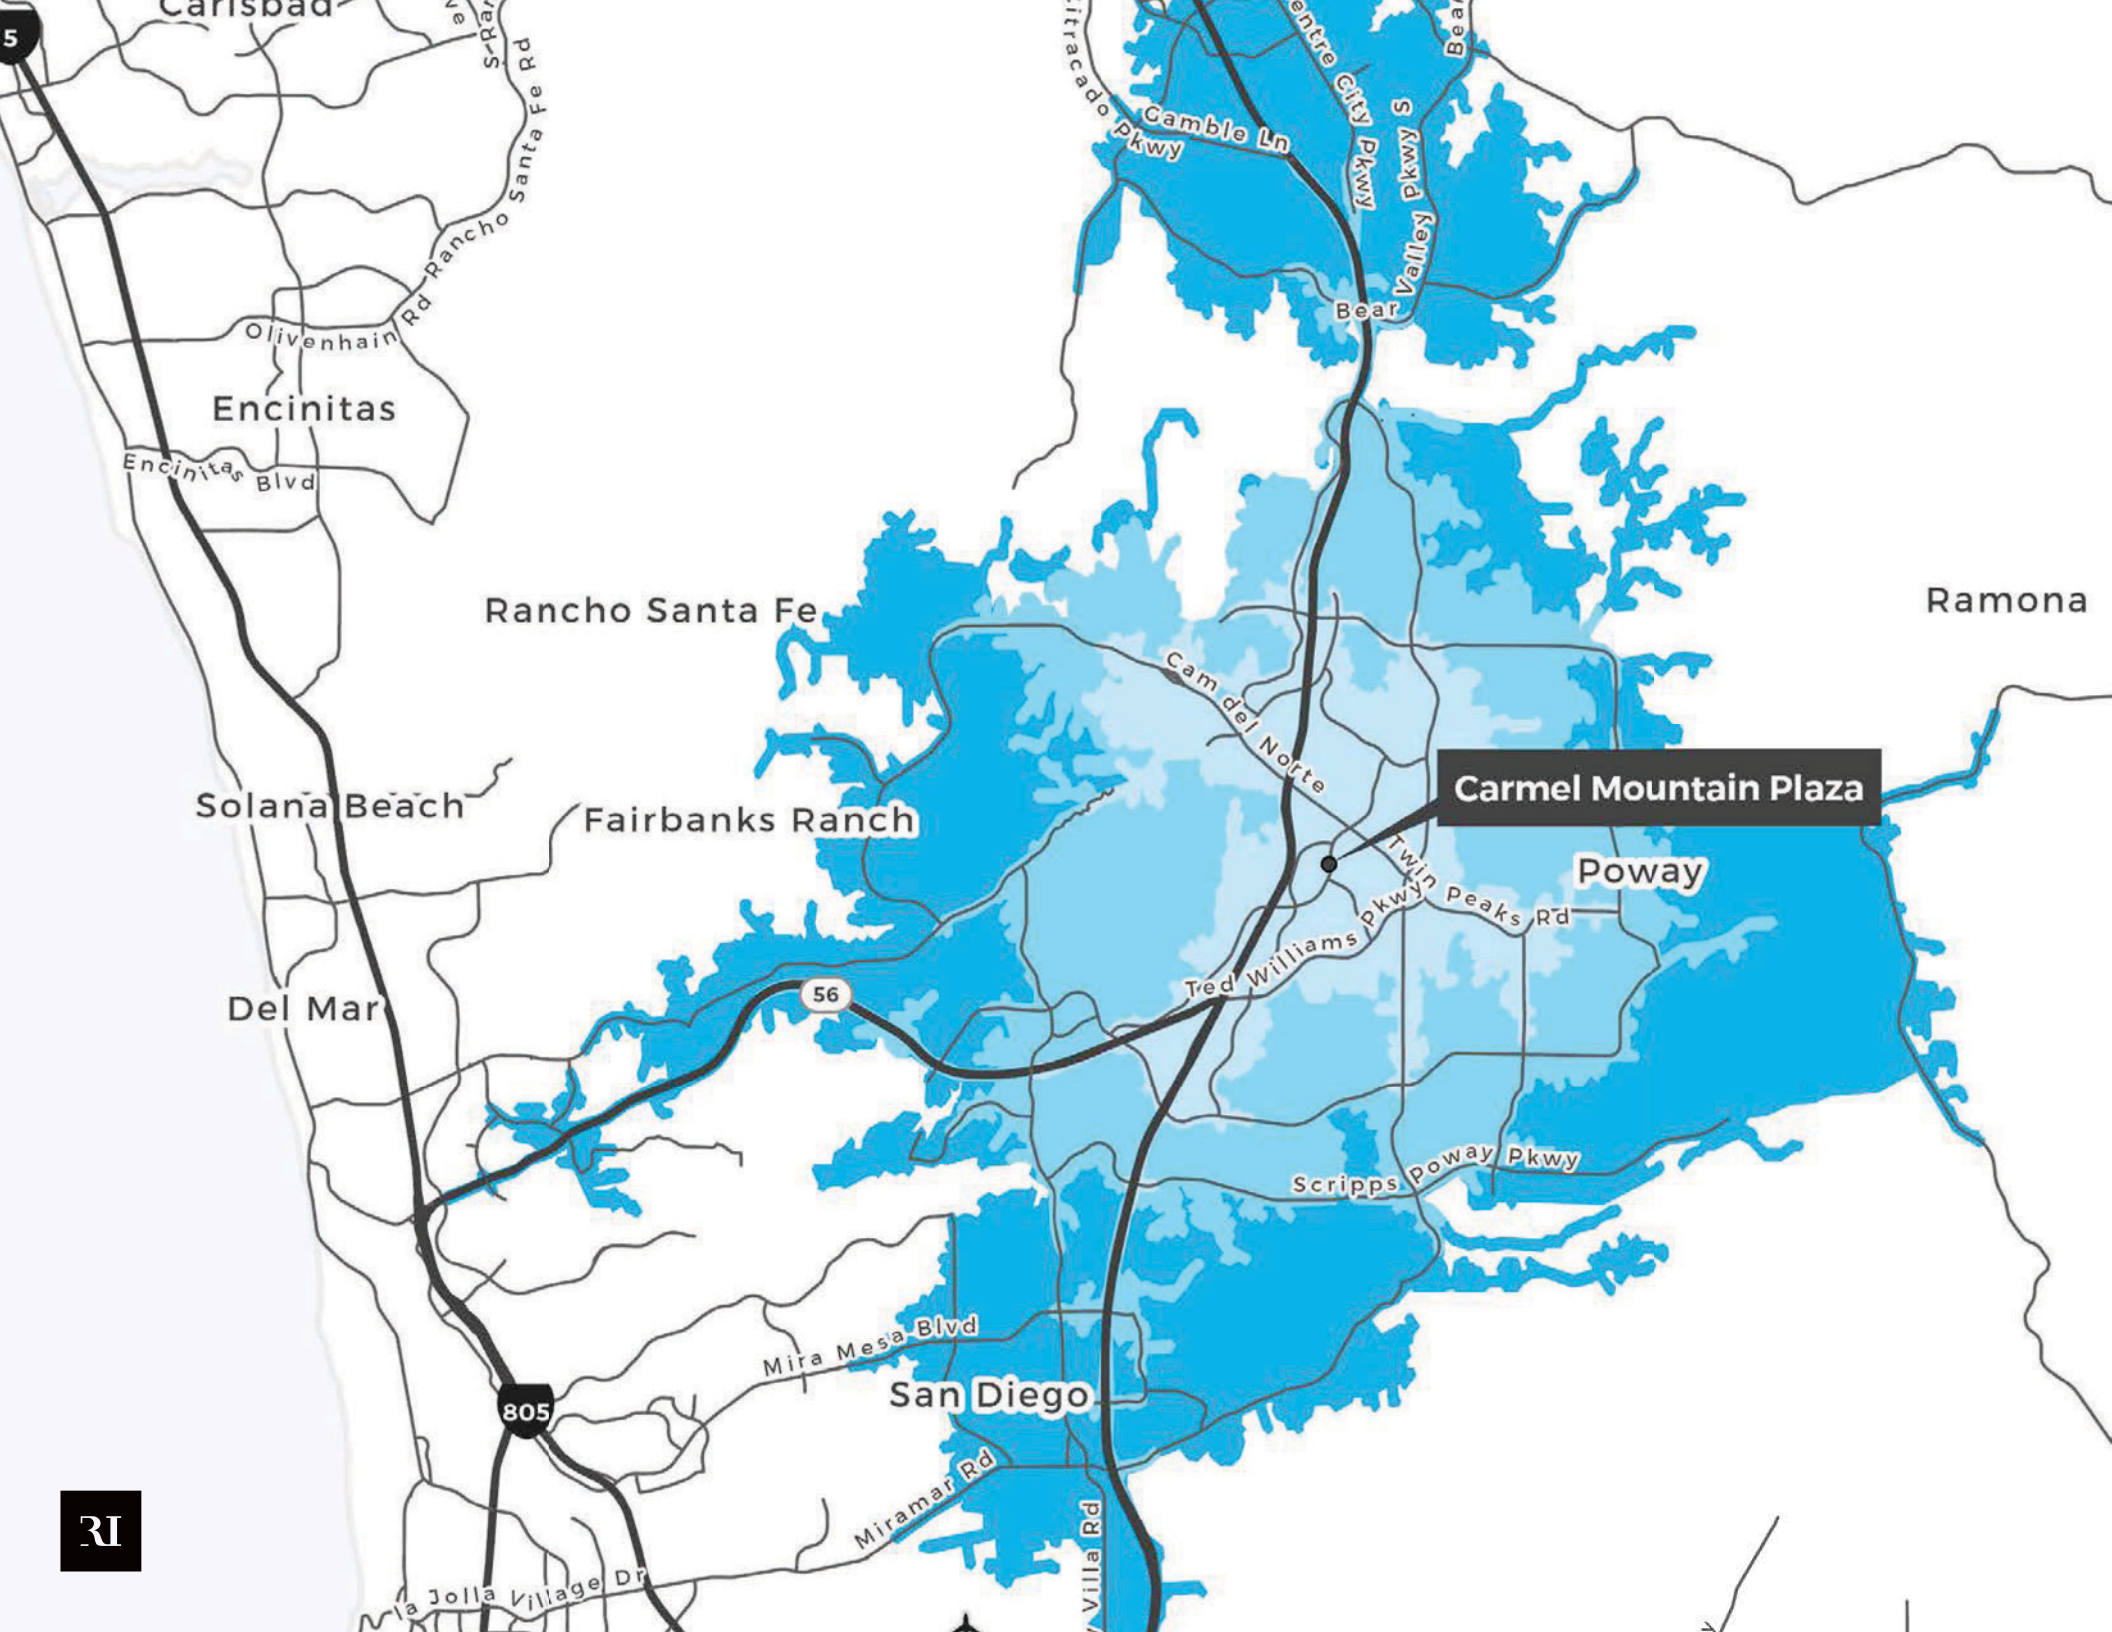 Carlsbad
5
S-Ran
Rancho Santa Fe Rd
Citracado Pkwy
Gamble Ln
entre City Pkwy
Bear
Bear Valley Pkwy S
Olivenhain Rd
Encinitas
Encinitas Blvd
Rancho Santa Fe
Ramona
Cam del Norte
Solana Beach
Fairbanks Ranch
Carmel Mountain Plaza
Poway
Twin Peaks Rd
Ted Williams Pkwy
56
Del Mar
Scripps Poway Pkwy
Mira Mesa Blvd
San Diego
805
Miramar Rd
RI
Villa Rd
la Jolla Village Dr